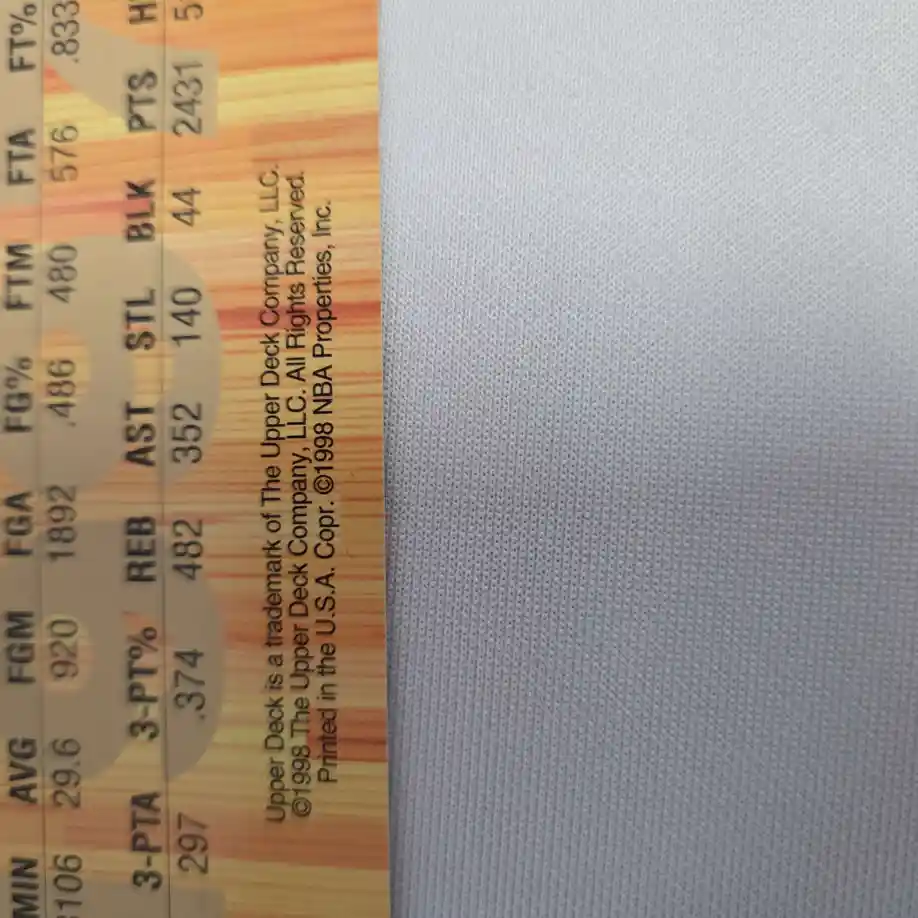 MIN AVG FGM FGA FG% FTM FTA FT%
3106 29.6 920 1892 .486 480 576 .833
3-PTA 3-PT% REB AST STL BLK PTS
297 .374 482 352 140 44 2431
Upper Deck is a trademark of The Upper Deck Company, LLC.
©1998 The Upper Deck Company, LLC. All Rights Reserved.
Printed in the U.S.A. Copr. ©1998 NBA Properties, Inc.